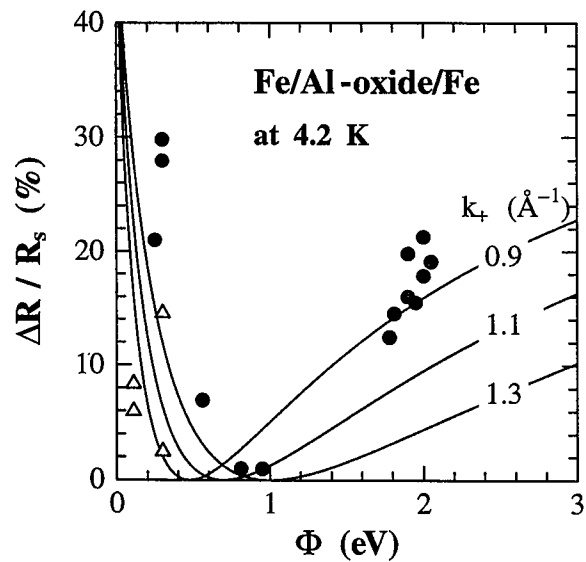 40
Fe/Al-oxide/Fe
at 4.2 K
30
k₊ (Å⁻¹)
20
0.9
ΔR / Rₛ (%)
1.1
10
1.3
0
0 1 2 3
Φ (eV)